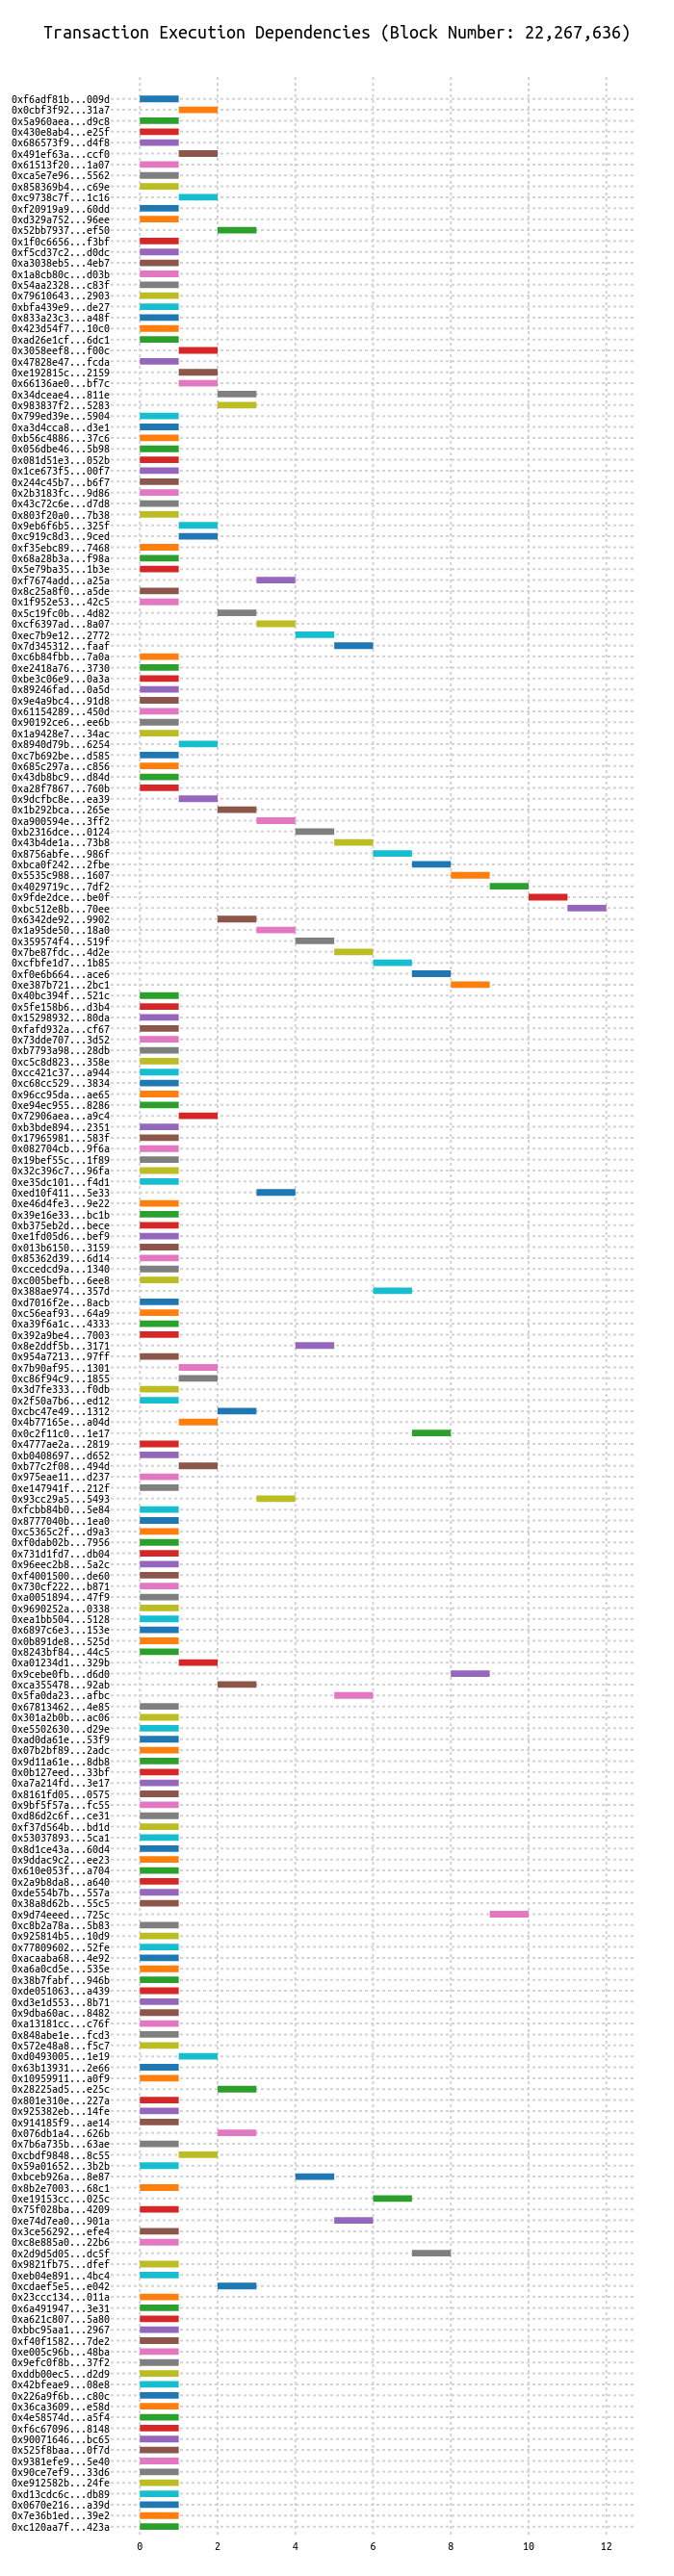 Transaction Execution Dependencies (Block Number: 22,267,636)
0xf6adf81b...009d
0x0cbf3f92...31a7
0x5a960aea...d9c8
0x430e8ab4...e25f
0x686573f9...d4f8
0x491ef63a...ccf0
0x61513f20...1a07
0xca5e7e96...5562
0x858369b4...c69e
0xc9738c7f...1c16
0xf20919a9...60dd
0xd329a752...96ee
0x52bb7937...ef50
0x1f0c6656...f3bf
0xf5cd37c2...d0dc
0xa3038eb5...4eb7
0x1a8cb80c...d03b
0x54aa2328...c83f
0x79610643...2903
0xbfa439e9...de27
0x833a23c3...a48f
0x423d54f7...10c0
0xad26e1cf...6dc1
0x3058eef8...f00c
0x47828e47...fcda
0xe192815c...2159
0x66136ae0...bf7c
0x34dceae4...811e
0x983837f2...5283
0x799ed39e...5904
0xa3d4cca8...d3e1
0xb56c4886...37c6
0x056dbe46...5b98
0x081d51e3...052b
0x1ce673f5...00f7
0x244c45b7...b6f7
0x2b3183fc...9d86
0x43c72c6e...d7d8
0x803f20a0...7b38
0x9eb6f6b5...325f
0xc919c8d3...9ced
0xf35ebc89...7468
0x68a28b3a...f98a
0x5e79ba35...1b3e
0xf7674add...a25a
0x8c25a8f0...a5de
0x1f952e53...42c5
0x5c19fc0b...4d82
0xcf6397ad...8a07
0xec7b9e12...2772
0x7d345312...faaf
0xc6b84fbb...7a0a
0xe2418a76...3730
0xbe3c06e9...0a3a
0x89246fad...0a5d
0x9e4a9bc4...91d8
0x61154289...450d
0x90192ce6...ee6b
0x1a9428e7...34ac
0x8940d79b...6254
0xc7b692be...d585
0x685c297a...c856
0x43db8bc9...d84d
0xa28f7867...760b
0x9dcfbc8e...ea39
0x1b292bca...265e
0xa900594e...3ff2
0xb2316dce...0124
0x43b4de1a...73b8
0x8756abfe...986f
0xbca0f242...2fbe
0x5535c988...1607
0x4029719c...7df2
0x9fde2dce...be0f
0xbc512e8b...70ee
0x6342de92...9902
0x1a95de50...18a0
0x359574f4...519f
0x7be87fdc...4d2e
0xcfbfe1d7...1b85
0xf0e6b664...ace6
0xe387b721...2bc1
0x40bc394f...521c
0x5fe158b6...d3b4
0x15298932...80da
0xfafd932a...cf67
0x73dde707...3d52
0xb7793a98...28db
0xc5c8d823...358e
0xcc421c37...a944
0xc68cc529...3834
0x96cc95da...ae65
0xe94ec955...8286
0x72906aea...a9c4
0xb3bde894...2351
0x17965981...583f
0x082704cb...9f6a
0x19bef55c...1f89
0x32c396c7...96fa
0xe35dc101...f4d1
0xed10f411...5e33
0xe46d4fe3...9e22
0x39e16e33...bc1b
0xb375eb2d...bece
0xe1fd05d6...bef9
0x013b6150...3159
0x85362d39...6d14
0xccedcd9a...1340
0xc005befb...6ee8
0x388ae974...357d
0xd7016f2e...8acb
0xc56eaf93...64a9
0xa39f6a1c...4333
0x392a9be4...7003
0x8e2ddf5b...3171
0x954a7213...97ff
0x7b90af95...1301
0xc86f94c9...1855
0x3d7fe333...f0db
0x2f50a7b6...ed12
0xcbc47e49...1312
0x4b77165e...a04d
0x0c2f11c0...1e17
0x4777ae2a...2819
0xb0408697...d652
0xb77c2f08...494d
0x975eae11...d237
0xe147941f...212f
0x93cc29a5...5493
0xfcbb84b0...5e84
0x8777040b...1ea0
0xc5365c2f...d9a3
0xf0dab02b...7956
0x731d1fd7...db04
0x96eec2b8...5a2c
0xf4001500...de60
0x730cf222...b871
0xa0051894...47f9
0x9690252a...0338
0xea1bb504...5128
0x6897c6e3...153e
0x0b891de8...525d
0x8243bf84...44c5
0xa01234d1...329b
0x9cebe0fb...d6d0
0xca355478...92ab
0x5fa0da23...afbc
0x67813462...4e85
0x301a2b0b...ac06
0xe5502630...d29e
0xad0da61e...53f9
0x07b2bf89...2adc
0x9d11a61e...8db8
0x0b127eed...33bf
0xa7a214fd...3e17
0x8161fd05...0575
0x9bf5f57a...fc55
0xd86d2c6f...ce31
0xf37d564b...bd1d
0x53037893...5ca1
0x8d1ce43a...60d4
0x9ddac9c2...ee23
0x610e053f...a704
0x2a9b8da8...a640
0xde554b7b...557a
0x38a8d62b...55c5
0x9d74eeed...725c
0xc8b2a78a...5b83
0x925814b5...10d9
0x77809602...52fe
0xacaaba68...4e92
0xa6a0cd5e...535e
0x38b7fabf...946b
0xde051063...a439
0xd3e1d553...8b71
0x9dba60ac...8482
0xa13181cc...c76f
0x848abe1e...fcd3
0x572e48a8...f5c7
0xd0493005...1e19
0x63b13931...2e66
0x10959911...a0f9
0x28225ad5...e25c
0x801e310e...227a
0x925382eb...14fe
0x914185f9...ae14
0x076db1a4...626b
0x7b6a735b...63ae
0xcbdf9848...8c55
0x59a01652...3b2b
0xbceb926a...8e87
0x8b2e7003...68c1
0xe19153cc...025c
0x75f028ba...4209
0xe74d7ea0...901a
0x3ce56292...efe4
0xc8e885a0...22b6
0x2d9d5d05...dc5f
0x9821fb75...dfef
0xeb04e891...4bc4
0xcdaef5e5...e042
0x23ccc134...011a
0x6a491947...3e31
0xa621c807...5a80
0xbbc95aa1...2967
0xf40f1582...7de2
0xe005c96b...48ba
0x9efc0f8b...37f2
0xddb00ec5...d2d9
0x42bfeae9...08e8
0x226a9f6b...c80c
0x36ca3609...e58d
0x4e58574d...a5f4
0xf6c67096...8148
0x90071646...bc65
0x525f8baa...0f7d
0x9381efe9...5e40
0x90ce7ef9...33d6
0xe912582b...24fe
0xd13cdc6c...db89
0x0670e216...a39d
0x7e36b1ed...39e2
0xc120aa7f...423a
0 2 4 6 8 10 12